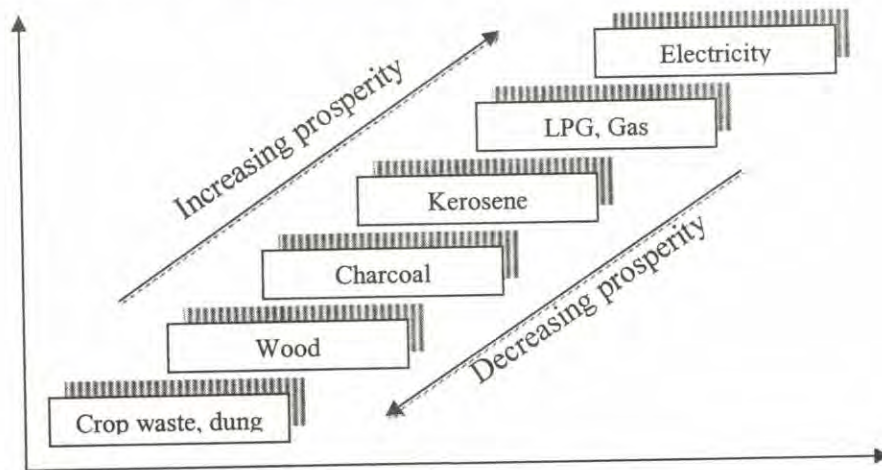 Electricity
Increasing prosperity
LPG, Gas
Kerosene
Charcoal
Decreasing prosperity
Wood
Crop waste, dung